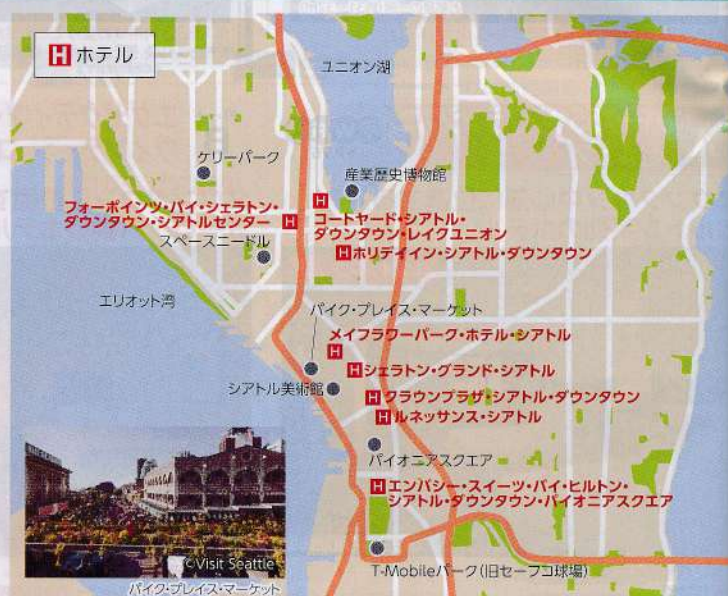 H ホテル
ユニオン湖
ケリーパーク
産業歴史博物館
フォーポインツ・バイ・シェラトン・
ダウンタウン・シアトルセンター H
H
コートヤード・シアトル・
ダウンタウン・レイクユニオン
スペースニードル
H ホリデイイン・シアトル・ダウンタウン
エリオット湾
パイク・プレイス・マーケット
メイフラワーパーク・ホテル・シアトル
H
H シェラトン・グランド・シアトル
シアトル美術館
H クラウンプラザ・シアトル・ダウンタウン
H ルネッサンス・シアトル
パイオニアスクエア
H エンバシー・スイーツ・バイ・ヒルトン・
シアトル・ダウンタウン・パイオニアスクエア
©Visit Seattle
T-Mobileパーク(旧セーフコ球場)
パイク・プレイス・マーケット